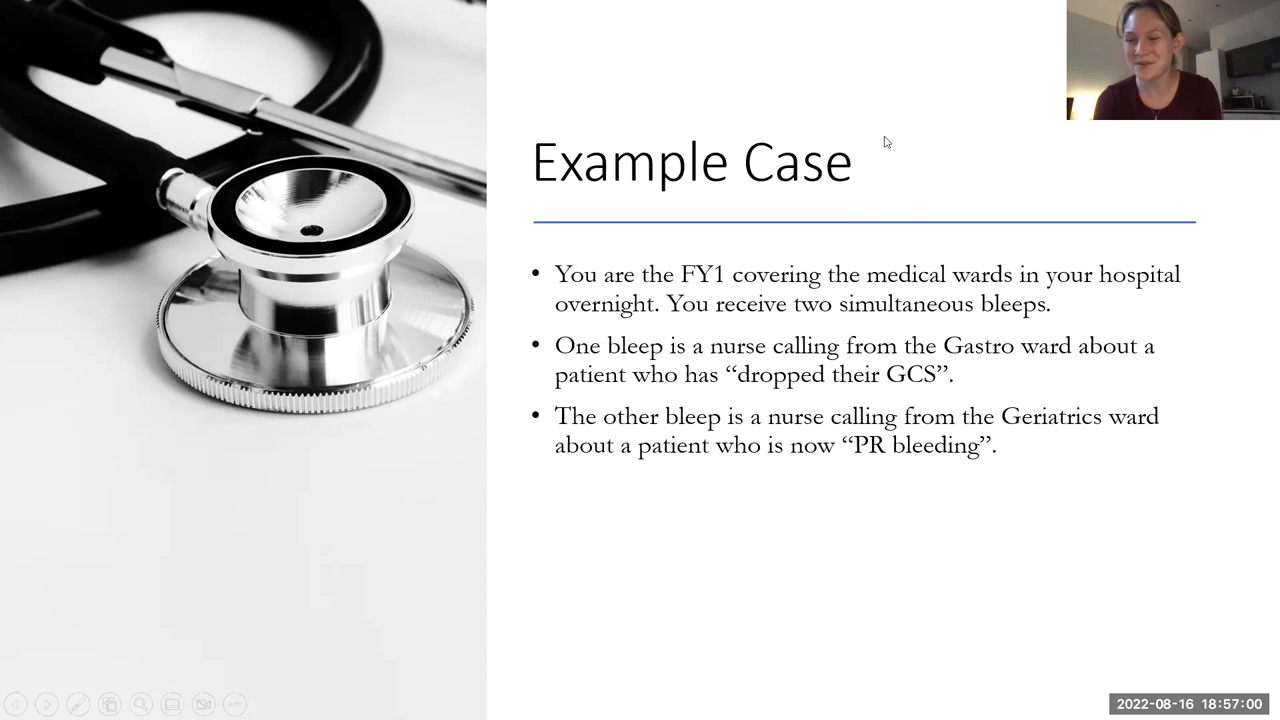 Example Case
• You are the FY1 covering the medical wards in your hospital
overnight. You receive two simultaneous bleeps.
• One bleep is a nurse calling from the Gastro ward about a
patient who has “dropped their GCS”.
• The other bleep is a nurse calling from the Geriatrics ward
about a patient who is now “PR bleeding”.
2022-08-16 18:57:00